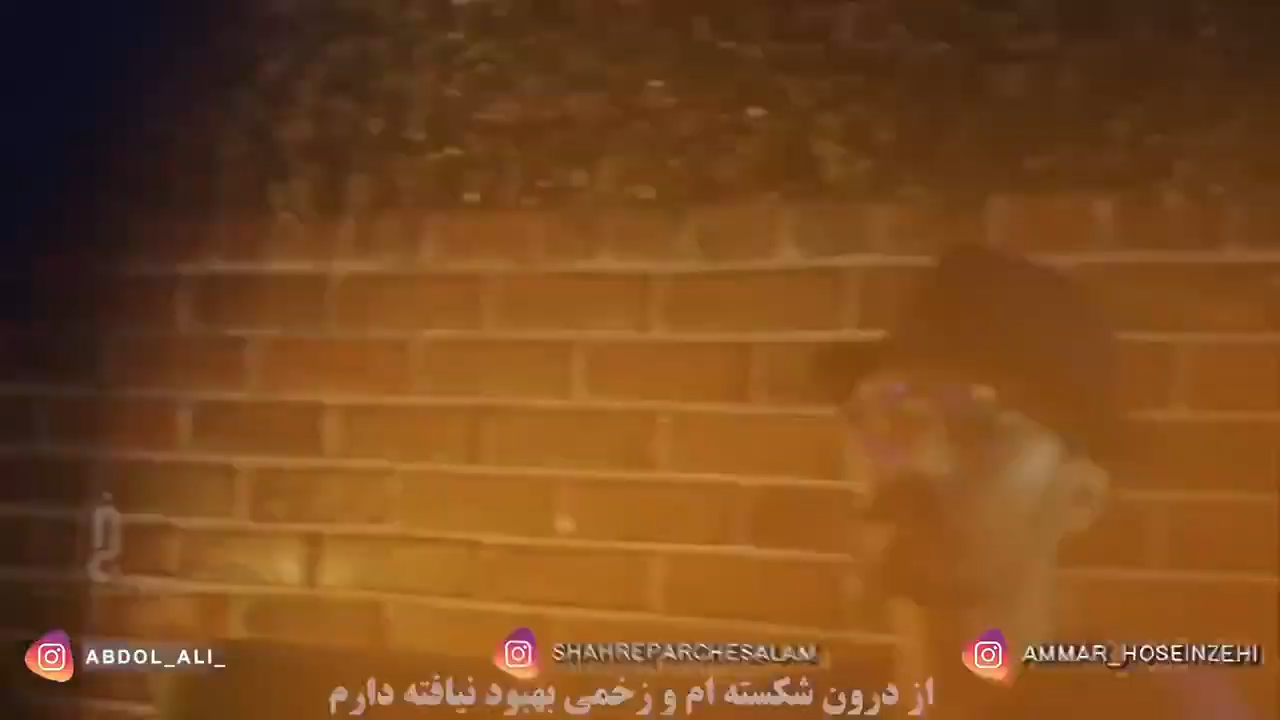 ABDOL_ALI_
SHAHREPARCHESALAM
AMMAR_HOSEINZEHI
از درون شکسته ام و زخمی بهبود نیافته دارم